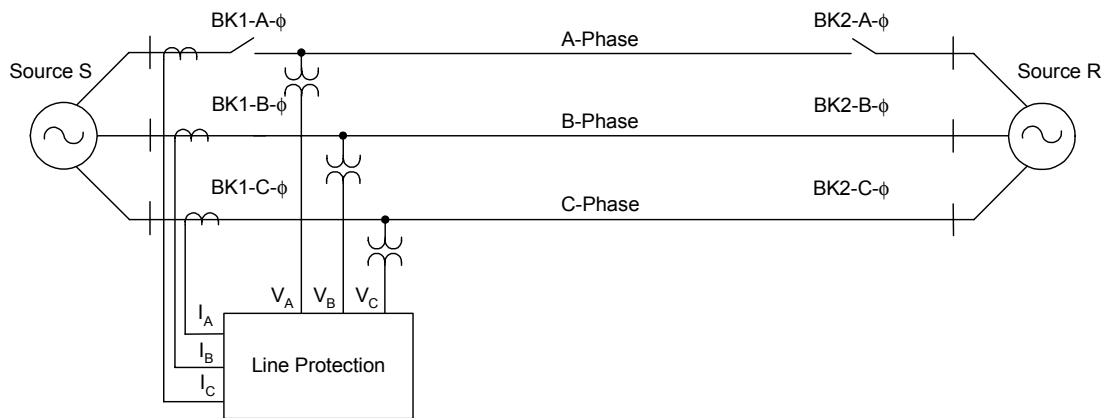 BK1-A-ϕ
BK2-A-ϕ
A-Phase
Source S
Source R
BK1-B-ϕ
BK2-B-ϕ
B-Phase
BK1-C-ϕ
BK2-C-ϕ
C-Phase
V_A V_B V_C
I_A
I_B
I_C
Line Protection